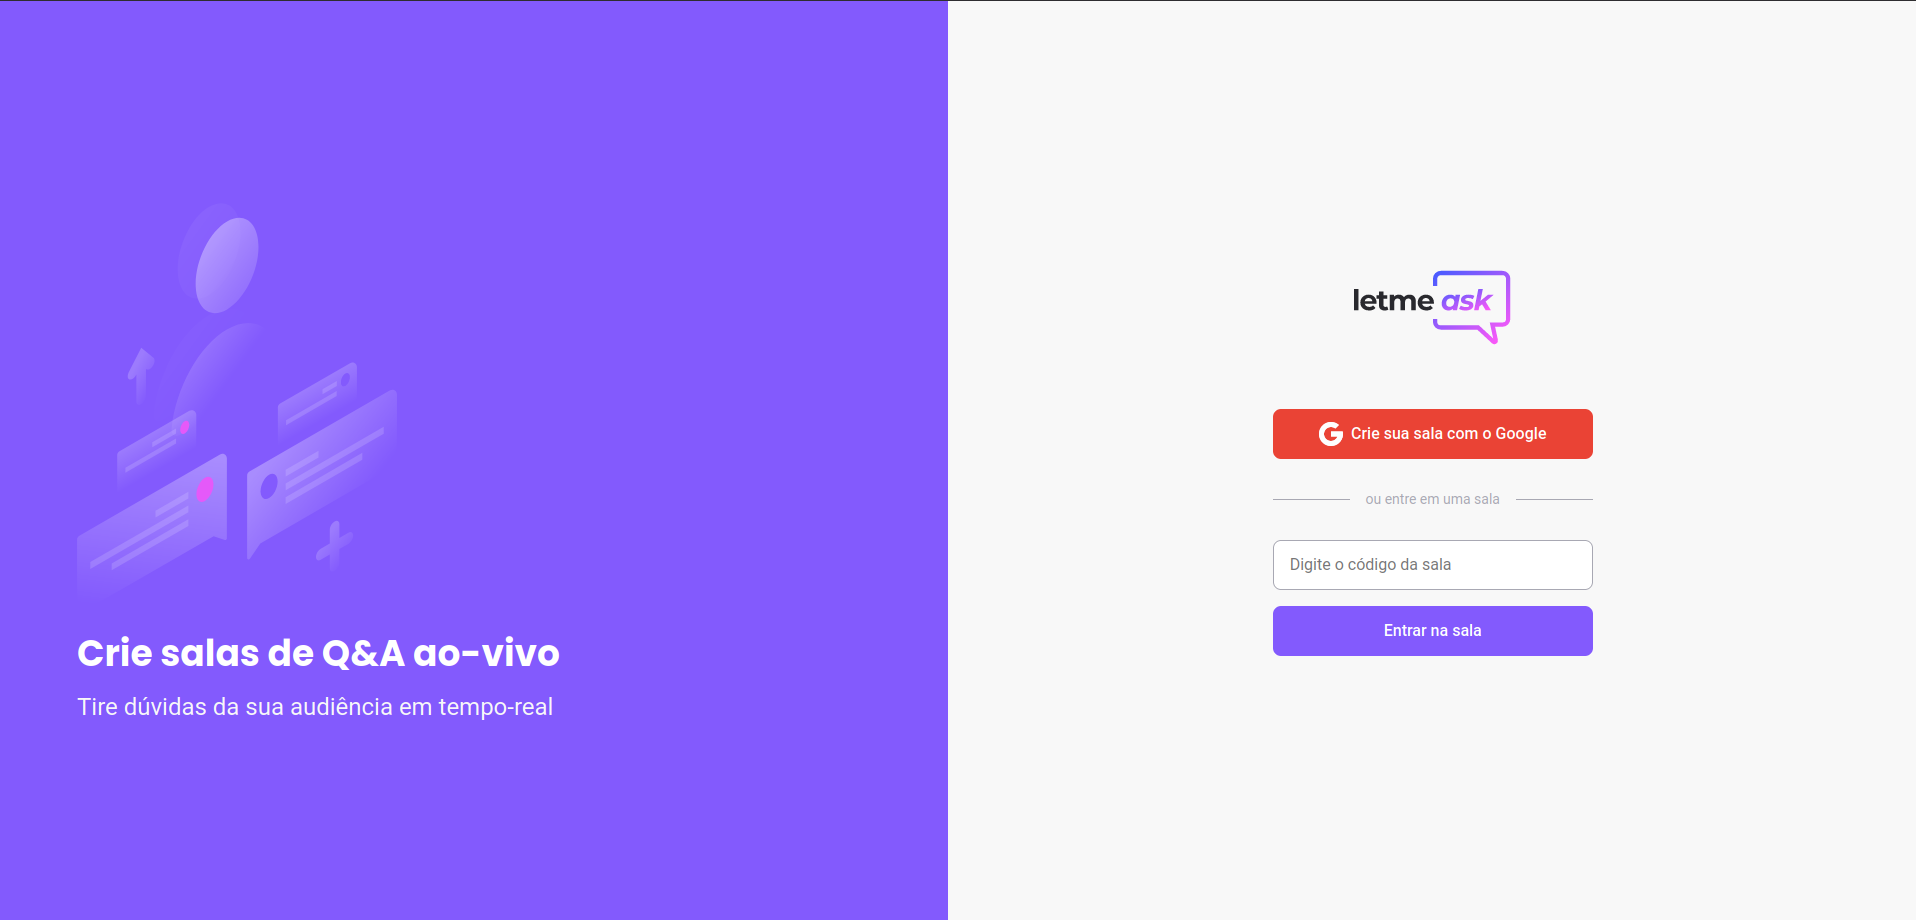 Crie salas de Q&A ao-vivo
Tire dúvidas da sua audiência em tempo-real
letme ask
Crie sua sala com o Google
ou entre em uma sala
Digite o código da sala
Entrar na sala